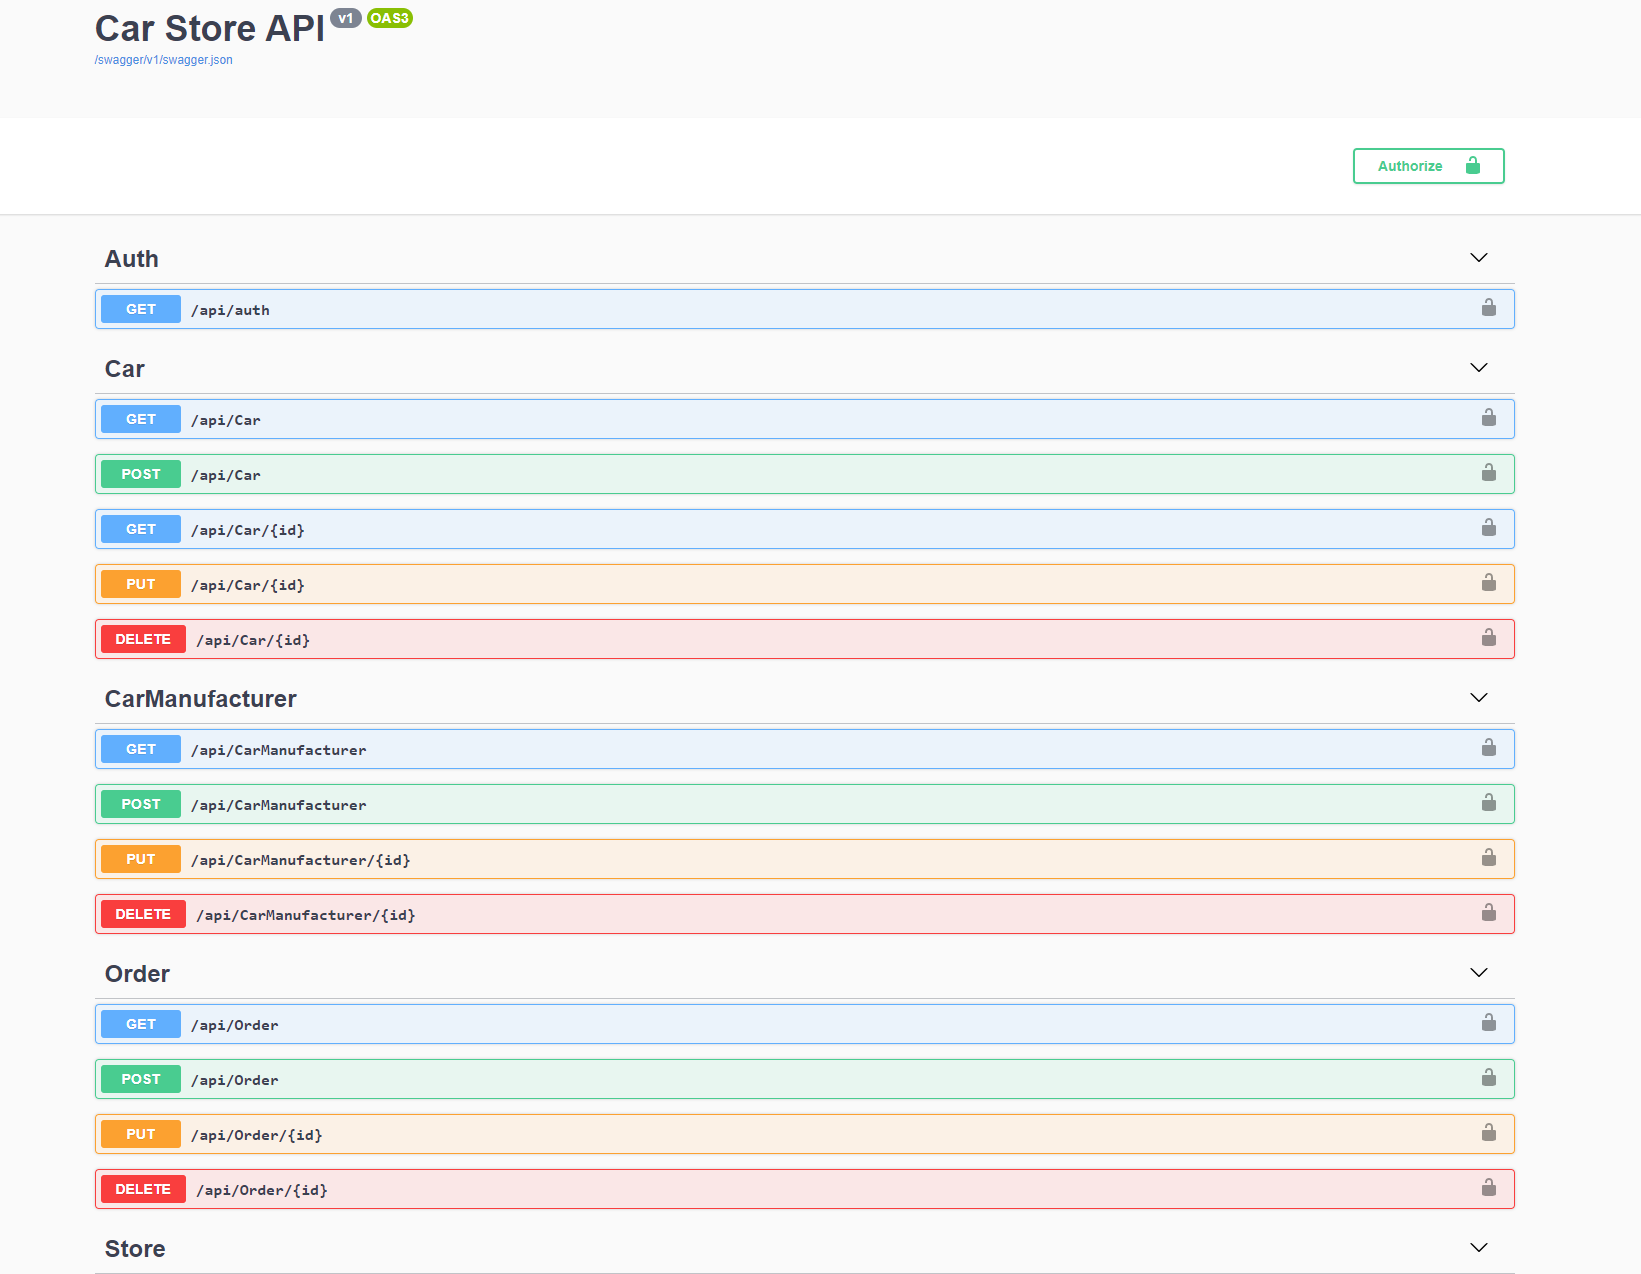 Car Store API v1 OAS3
/swagger/v1/swagger.json
Authorize
Auth
GET /api/auth
Car
GET /api/Car
POST /api/Car
GET /api/Car/{id}
PUT /api/Car/{id}
DELETE /api/Car/{id}
CarManufacturer
GET /api/CarManufacturer
POST /api/CarManufacturer
PUT /api/CarManufacturer/{id}
DELETE /api/CarManufacturer/{id}
Order
GET /api/Order
POST /api/Order
PUT /api/Order/{id}
DELETE /api/Order/{id}
Store